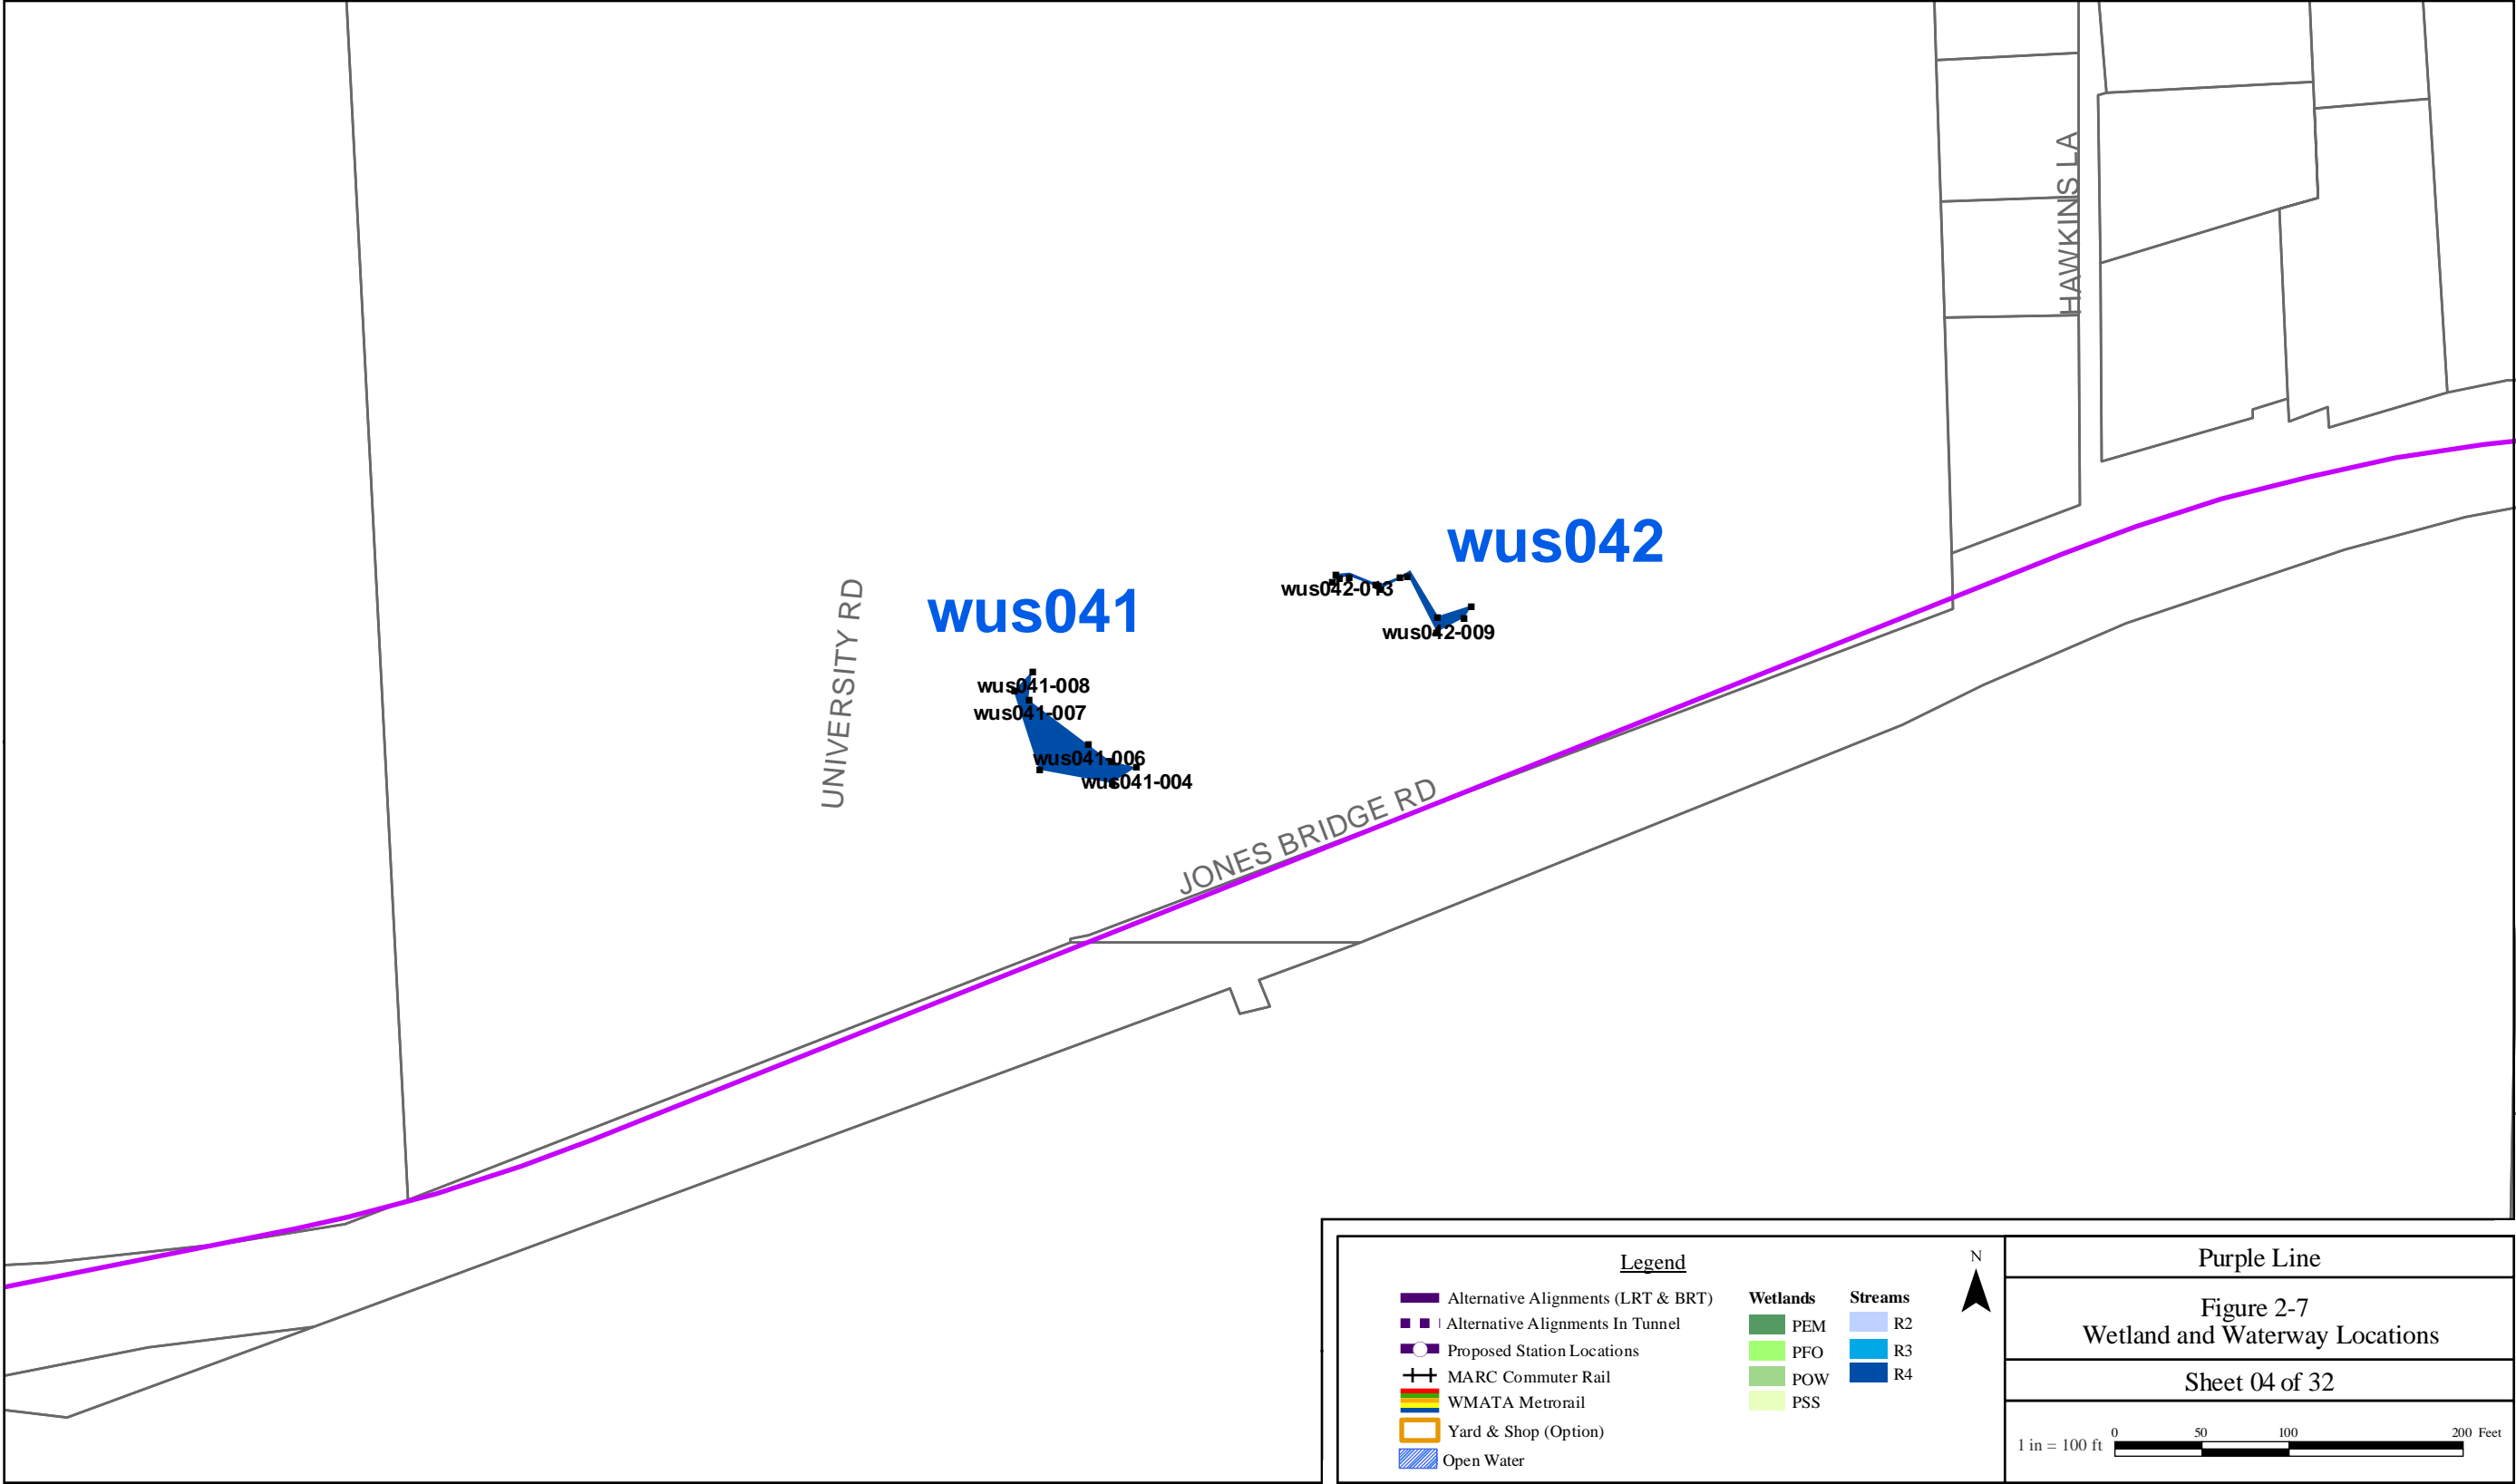 HAWKINS LA
wus042
wus041
UNIVERSITY RD
wus042-013
wus042-009
wus041-008
wus041-007
wus041-006
wus041-004
JONES BRIDGE RD
Legend
N
Alternative Alignments (LRT & BRT)
Alternative Alignments In Tunnel
Proposed Station Locations
MARC Commuter Rail
WMATA Metrorail
Yard & Shop (Option)
Open Water
Wetlands
PEM
PFO
POW
PSS
Streams
R2
R3
R4
Purple Line
Figure 2-7
Wetland and Waterway Locations
Sheet 04 of 32
1 in = 100 ft
0 50 100 200 Feet